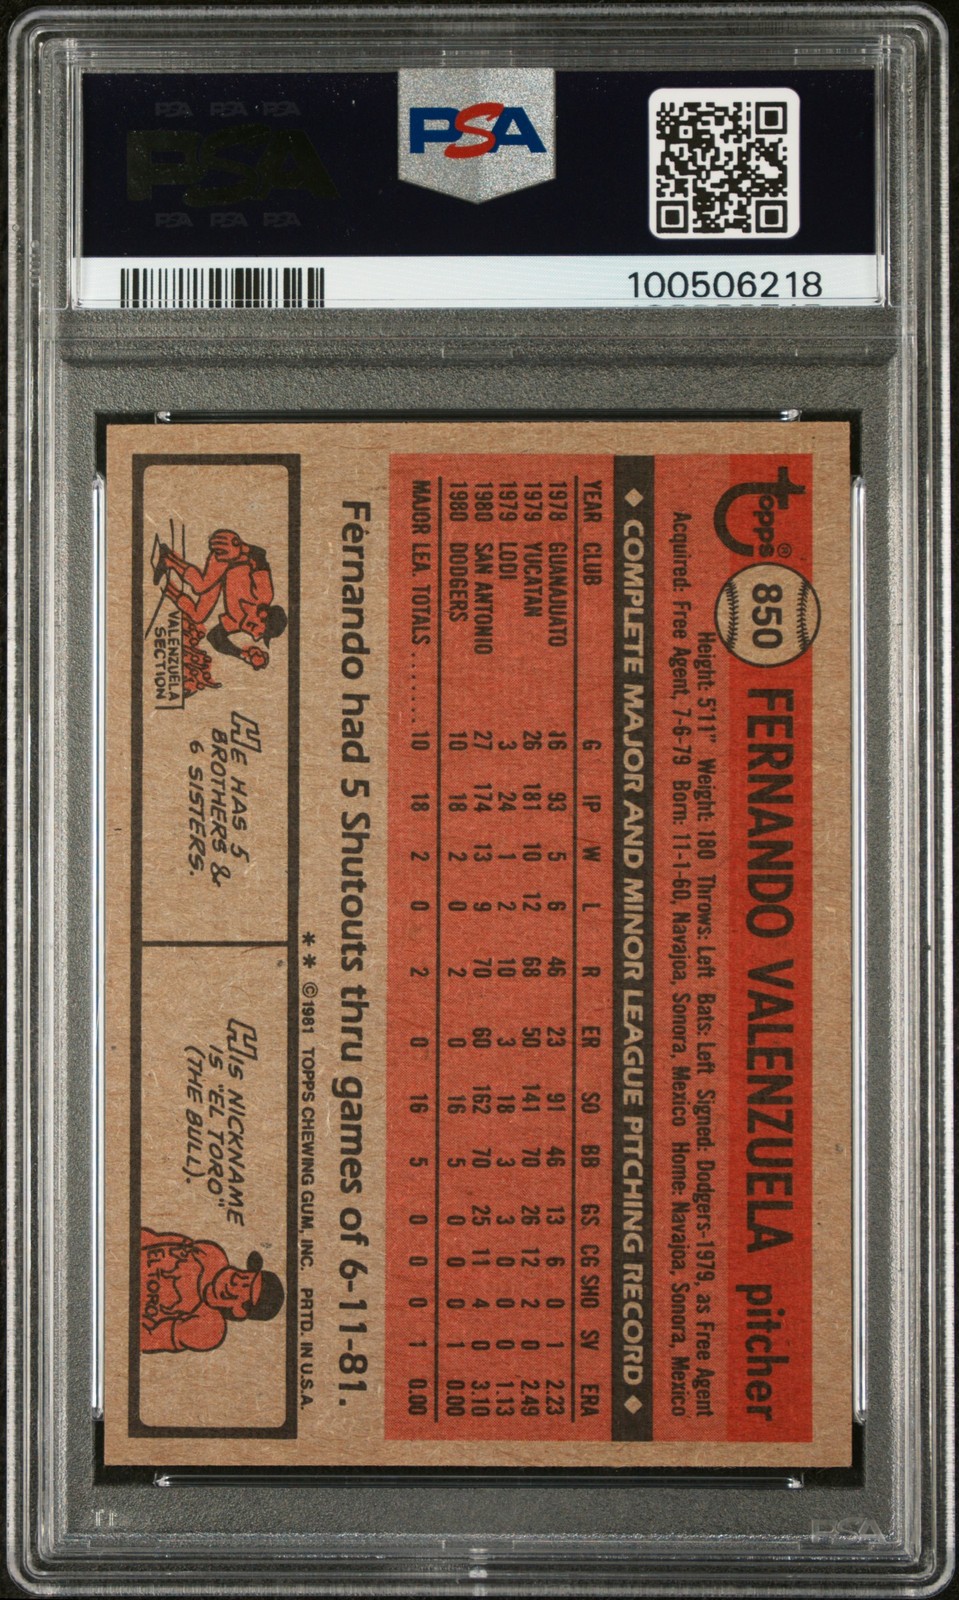 PSA PSA PSA
PSA
PSA PSA PSA
PSA
100506218
Topps® 850 FERNANDO VALENZUELA pitcher
Height: 5'11" Weight: 180 Throws: Left Bats: Left Signed: Dodgers-1979, as Free Agent
Acquired: Free Agent, 7-6-79 Born: 11-1-60, Navajoa, Sonora, Mexico Home: Navajoa, Sonora, Mexico
◆ COMPLETE MAJOR AND MINOR LEAGUE PITCHING RECORD ◆
YEAR CLUB G IP W L R ER SO BB GS CG SHO SV ERA
1978 GUANAJUATO 16 93 5 6 46 23 91 46 13 6 0 1 2.23
1979 YUCATAN 26 181 10 12 68 50 141 70 26 12 2 0 2.49
1979 LODI 3 24 1 2 10 3 18 3 3 0 0 0 1.13
1980 SAN ANTONIO 27 174 13 9 70 60 162 70 25 11 4 0 3.10
1980 DODGERS 10 18 2 0 2 0 16 5 0 0 0 1 0.00
MAJOR LEA. TOTALS ...... 10 18 2 0 2 0 16 5 0 0 0 1 0.00
Fernando had 5 Shutouts thru games of 6-11-81.
** ©1981 TOPPS CHEWING GUM, INC. PRTD. IN U.S.A.
VALENZUELA
SECTION
HE HAS 5
BROTHERS &
6 SISTERS.
HIS NICKNAME
IS "EL TORO"
(THE BULL).
EL TORO
PSA